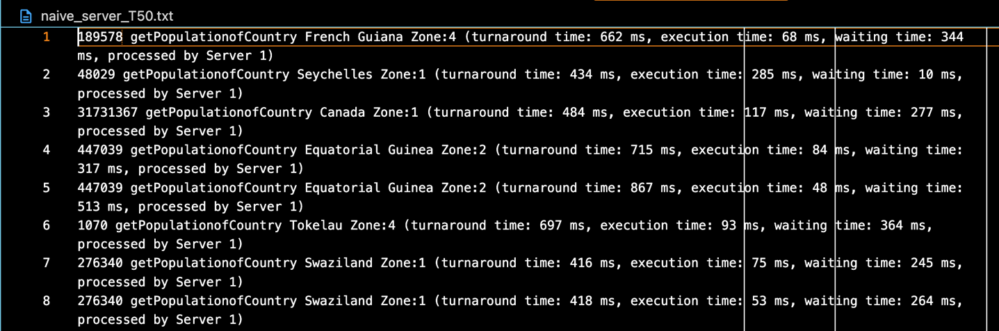 naive_server_T50.txt
1 189578 getPopulationofCountry French Guiana Zone:4 (turnaround time: 662 ms, execution time: 68 ms, waiting time: 344
ms, processed by Server 1)
2 48029 getPopulationofCountry Seychelles Zone:1 (turnaround time: 434 ms, execution time: 285 ms, waiting time: 10 ms,
processed by Server 1)
3 31731367 getPopulationofCountry Canada Zone:1 (turnaround time: 484 ms, execution time: 117 ms, waiting time: 277 ms,
processed by Server 1)
4 447039 getPopulationofCountry Equatorial Guinea Zone:2 (turnaround time: 715 ms, execution time: 84 ms, waiting time:
317 ms, processed by Server 1)
5 447039 getPopulationofCountry Equatorial Guinea Zone:2 (turnaround time: 867 ms, execution time: 48 ms, waiting time:
513 ms, processed by Server 1)
6 1070 getPopulationofCountry Tokelau Zone:4 (turnaround time: 697 ms, execution time: 93 ms, waiting time: 364 ms,
processed by Server 1)
7 276340 getPopulationofCountry Swaziland Zone:1 (turnaround time: 416 ms, execution time: 75 ms, waiting time: 245 ms,
processed by Server 1)
8 276340 getPopulationofCountry Swaziland Zone:1 (turnaround time: 418 ms, execution time: 53 ms, waiting time: 264 ms,
processed by Server 1)